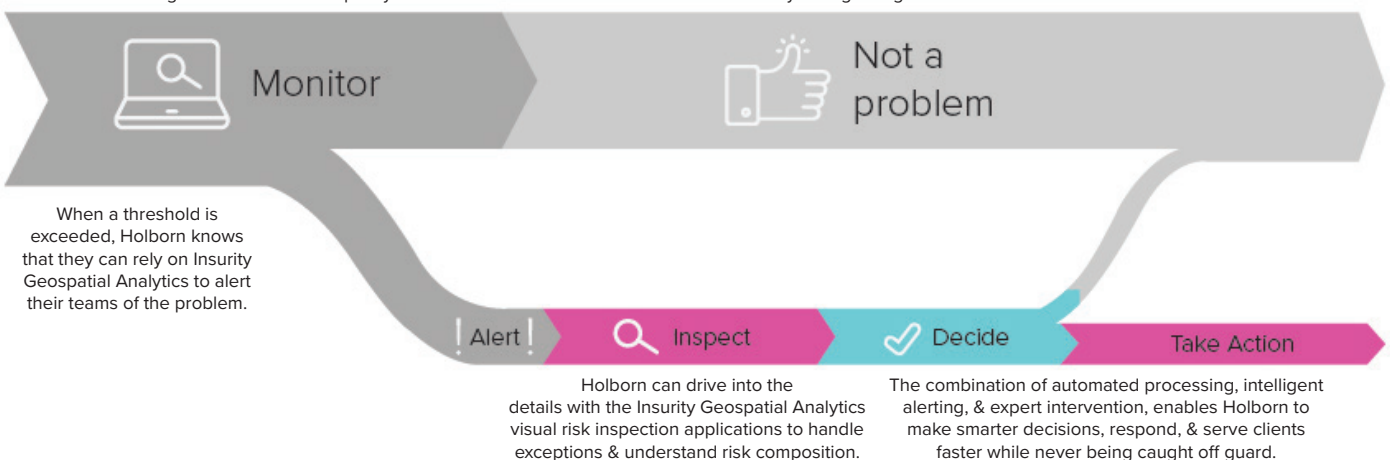 Monitor
Not a
problem
When a threshold is
exceeded, Holborn knows
that they can rely on Insurity
Geospatial Analytics to alert
their teams of the problem.
! Alert !
Inspect
Decide
Take Action
Holborn can drive into the
details with the Insurity Geospatial Analytics
visual risk inspection applications to handle
exceptions & understand risk composition.
The combination of automated processing, intelligent
alerting, & expert intervention, enables Holborn to
make smarter decisions, respond, & serve clients
faster while never being caught off guard.